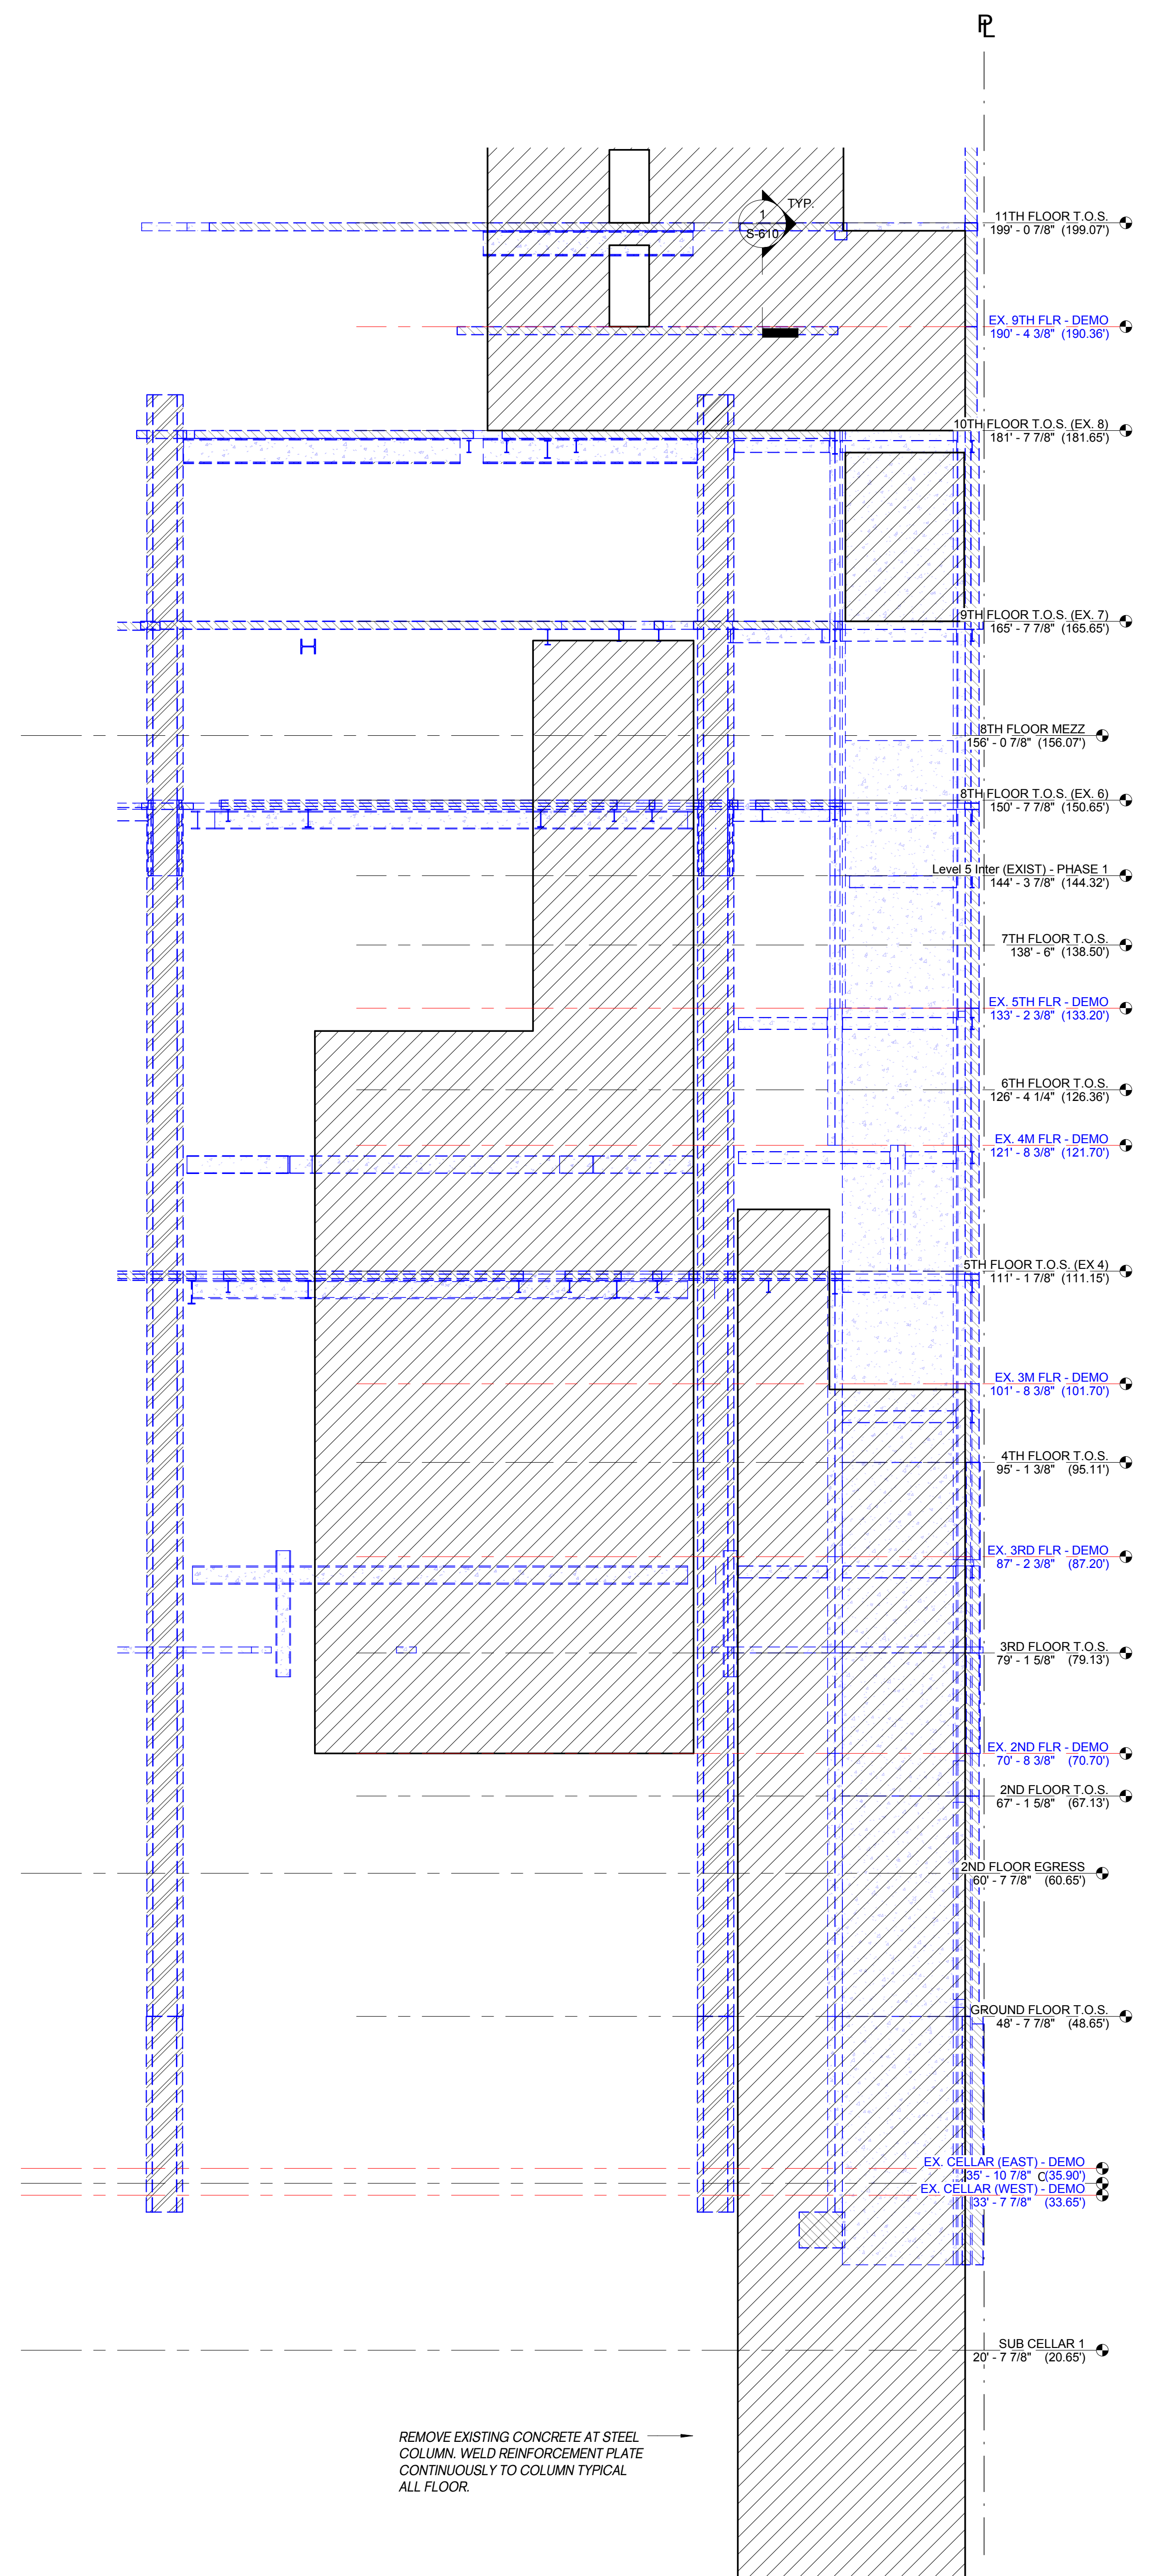 PL
TYP.
1
S-610
11TH FLOOR T.O.S.
199' - 0 7/8" (199.07')
EX. 9TH FLR - DEMO
190' - 4 3/8" (190.36')
10TH FLOOR T.O.S. (EX. 8)
181' - 7 7/8" (181.65')
9TH FLOOR T.O.S. (EX. 7)
165' - 7 7/8" (165.65')
8TH FLOOR MEZZ
156' - 0 7/8" (156.07')
8TH FLOOR T.O.S. (EX. 6)
150' - 7 7/8" (150.65')
Level 5 Inter (EXIST) - PHASE 1
144' - 3 7/8" (144.32')
7TH FLOOR T.O.S.
138' - 6" (138.50')
EX. 5TH FLR - DEMO
133' - 2 3/8" (133.20')
6TH FLOOR T.O.S.
126' - 4 1/4" (126.36')
EX. 4M FLR - DEMO
121' - 8 3/8" (121.70')
5TH FLOOR T.O.S. (EX 4)
111' - 1 7/8" (111.15')
EX. 3M FLR - DEMO
101' - 8 3/8" (101.70')
4TH FLOOR T.O.S.
95' - 1 3/8" (95.11')
EX. 3RD FLR - DEMO
87' - 2 3/8" (87.20')
3RD FLOOR T.O.S.
79' - 1 5/8" (79.13')
EX. 2ND FLR - DEMO
70' - 8 3/8" (70.70')
2ND FLOOR T.O.S.
67' - 1 5/8" (67.13')
2ND FLOOR EGRESS
60' - 7 7/8" (60.65')
GROUND FLOOR T.O.S.
48' - 7 7/8" (48.65')
EX. CELLAR (EAST) - DEMO
35' - 10 7/8" (35.90')
EX. CELLAR (WEST) - DEMO
33' - 7 7/8" (33.65')
SUB CELLAR 1
20' - 7 7/8" (20.65')
REMOVE EXISTING CONCRETE AT STEEL
COLUMN. WELD REINFORCEMENT PLATE
CONTINUOUSLY TO COLUMN TYPICAL
ALL FLOOR.